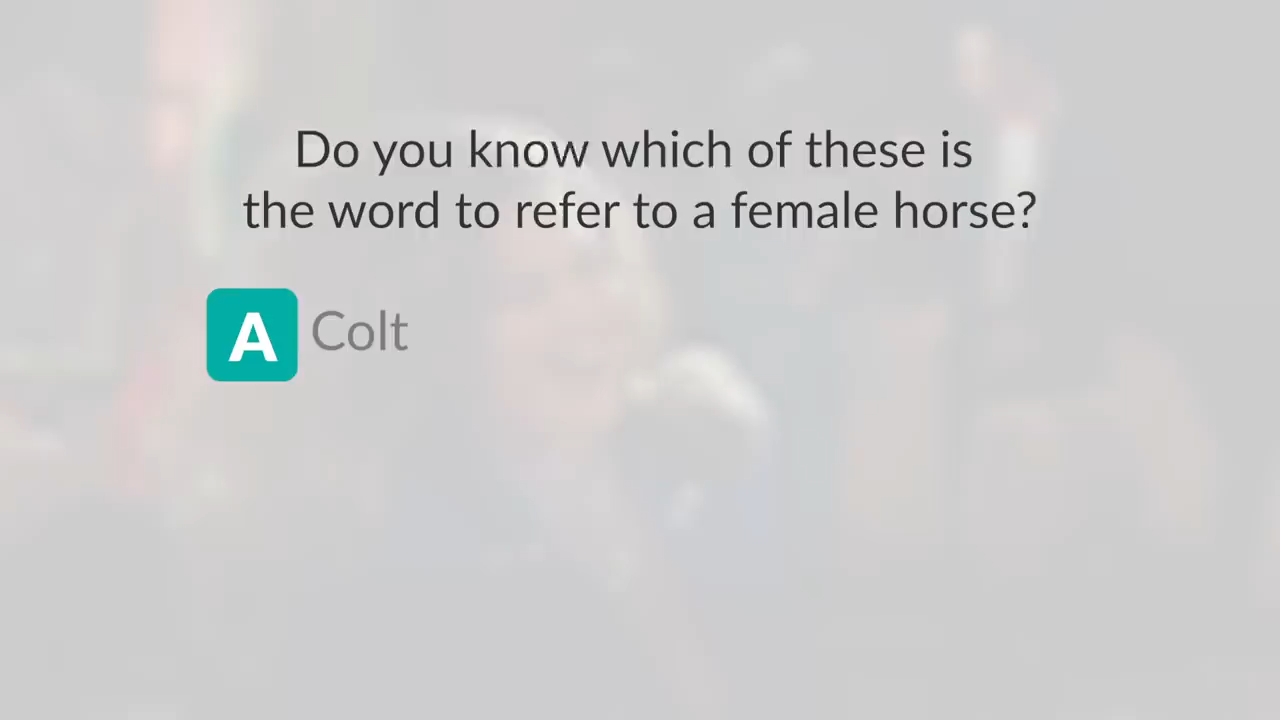 Do you know which of these is
the word to refer to a female horse?
A Colt